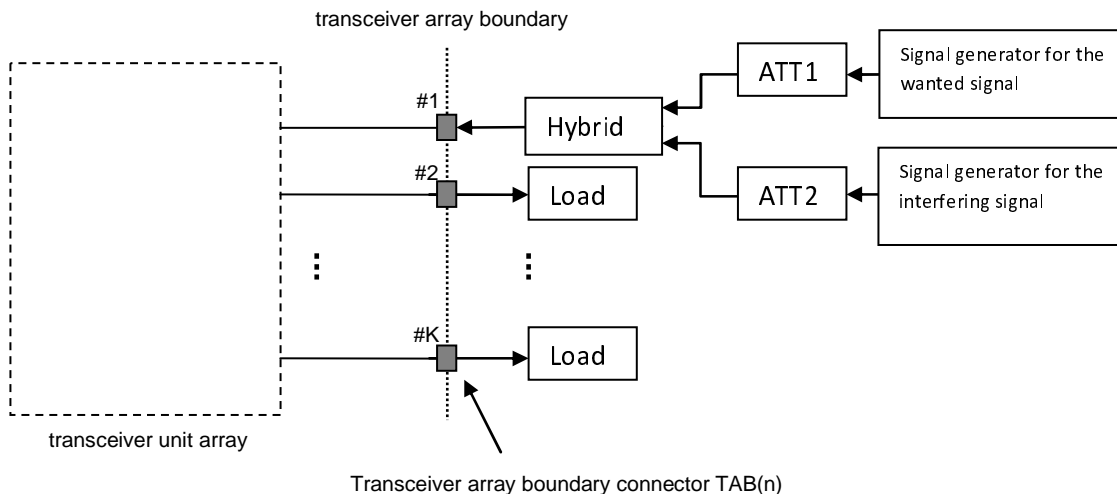 transceiver array boundary
#1
Hybrid
ATT1
Signal generator for the
wanted signal
#2
Load
ATT2
Signal generator for the
interfering signal
#K
Load
transceiver unit array
Transceiver array boundary connector TAB(n)